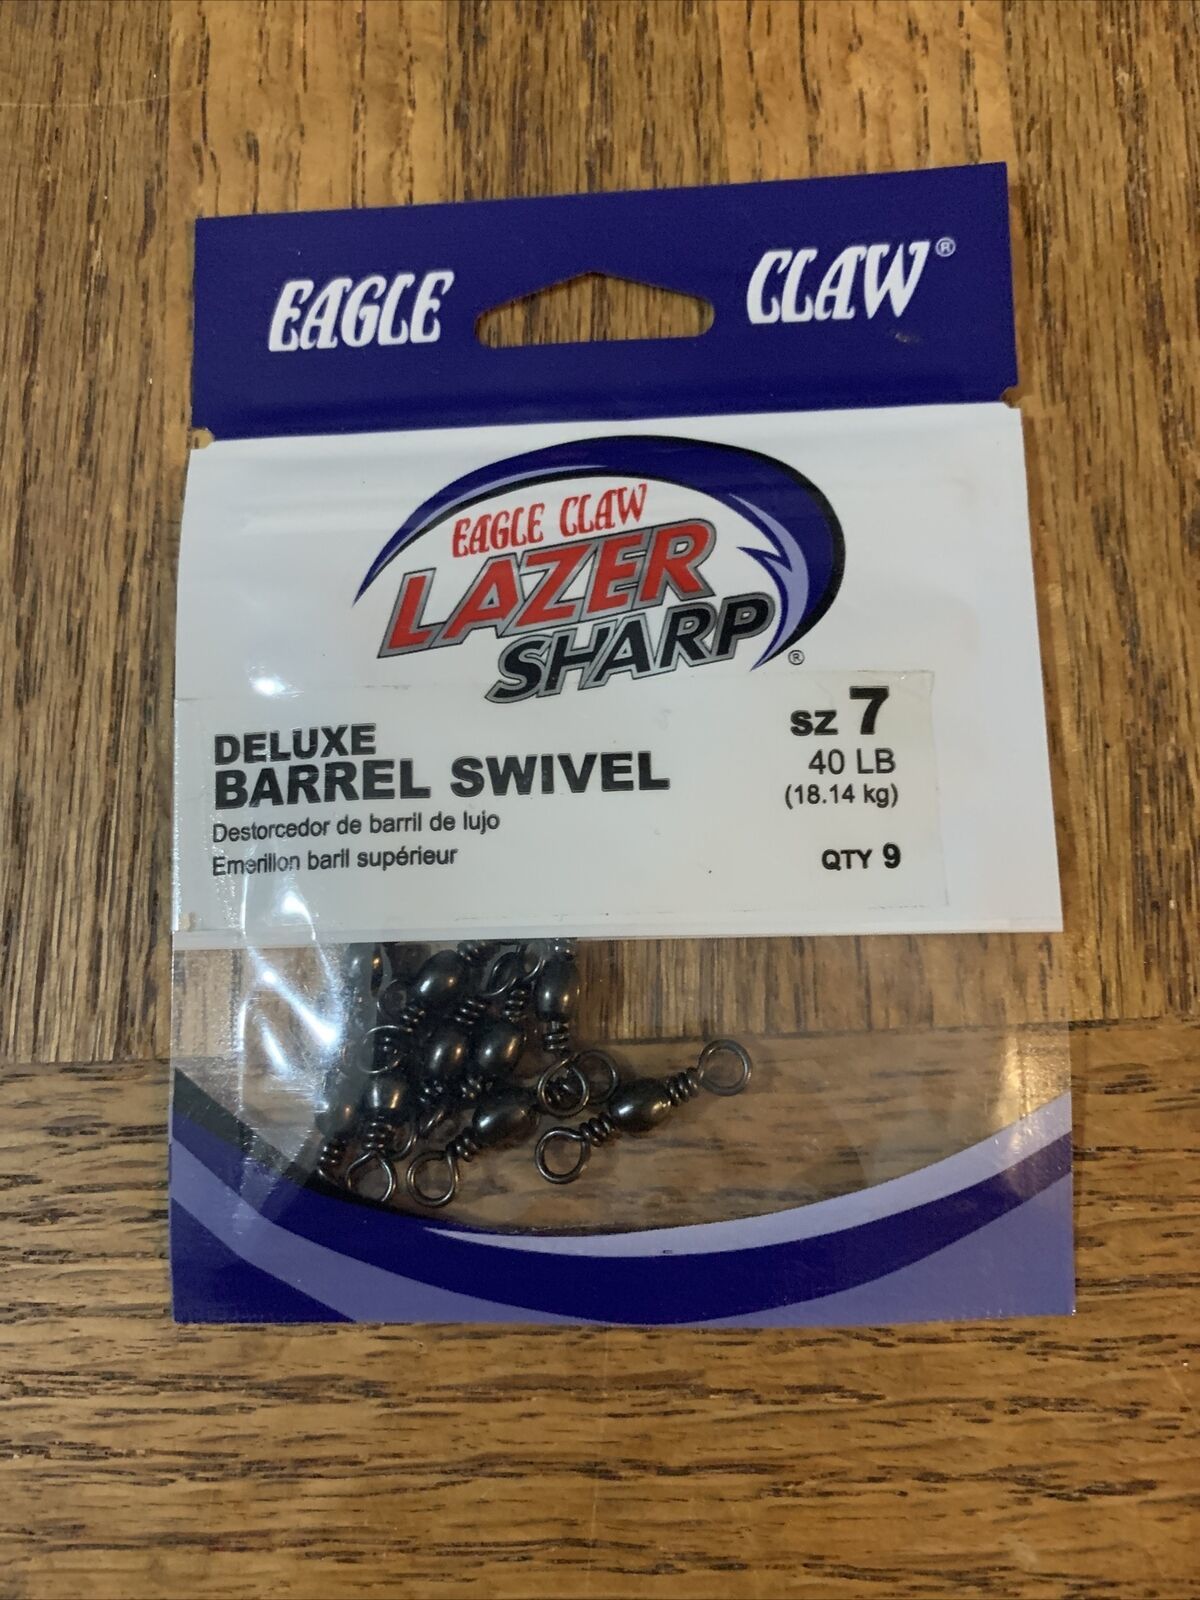 EAGLE CLAW®
EAGLE CLAW
LAZER
SHARP®
DELUXE
BARREL SWIVEL
Destorcedor de barril de lujo
Emerillon baril supérieur
SZ 7
40 LB
(18.14 kg)
QTY 9